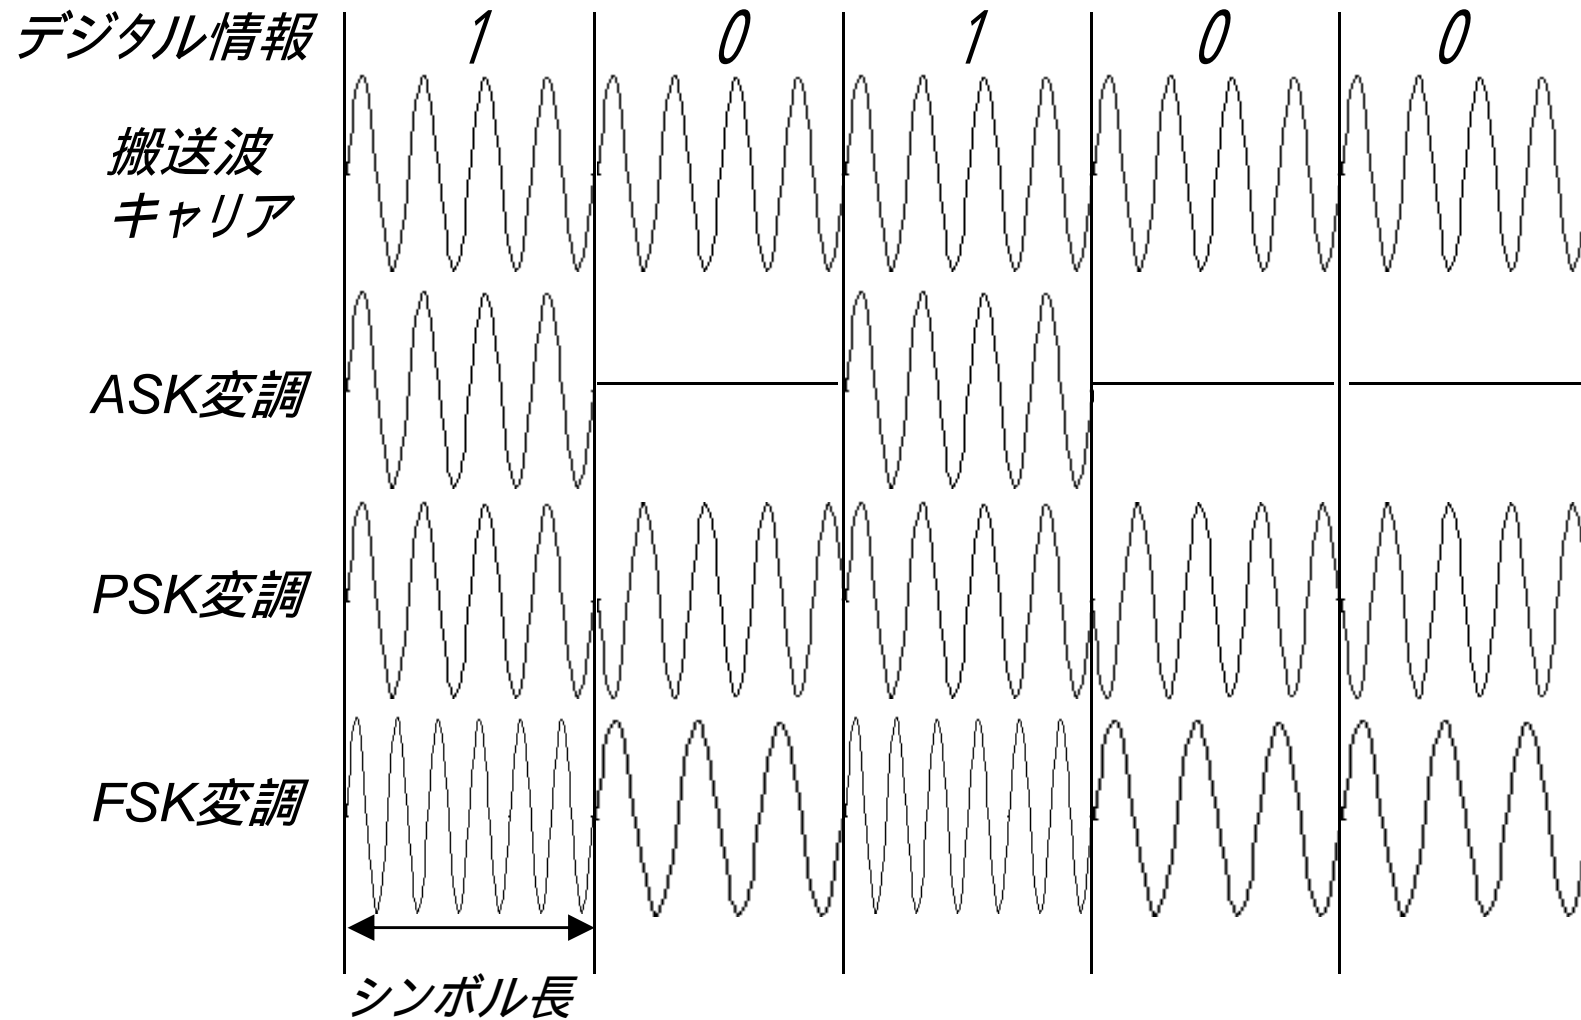 デジタル情報 1 0 1 0 0
搬送波
キャリア
ASK変調
PSK変調
FSK変調
シンボル長